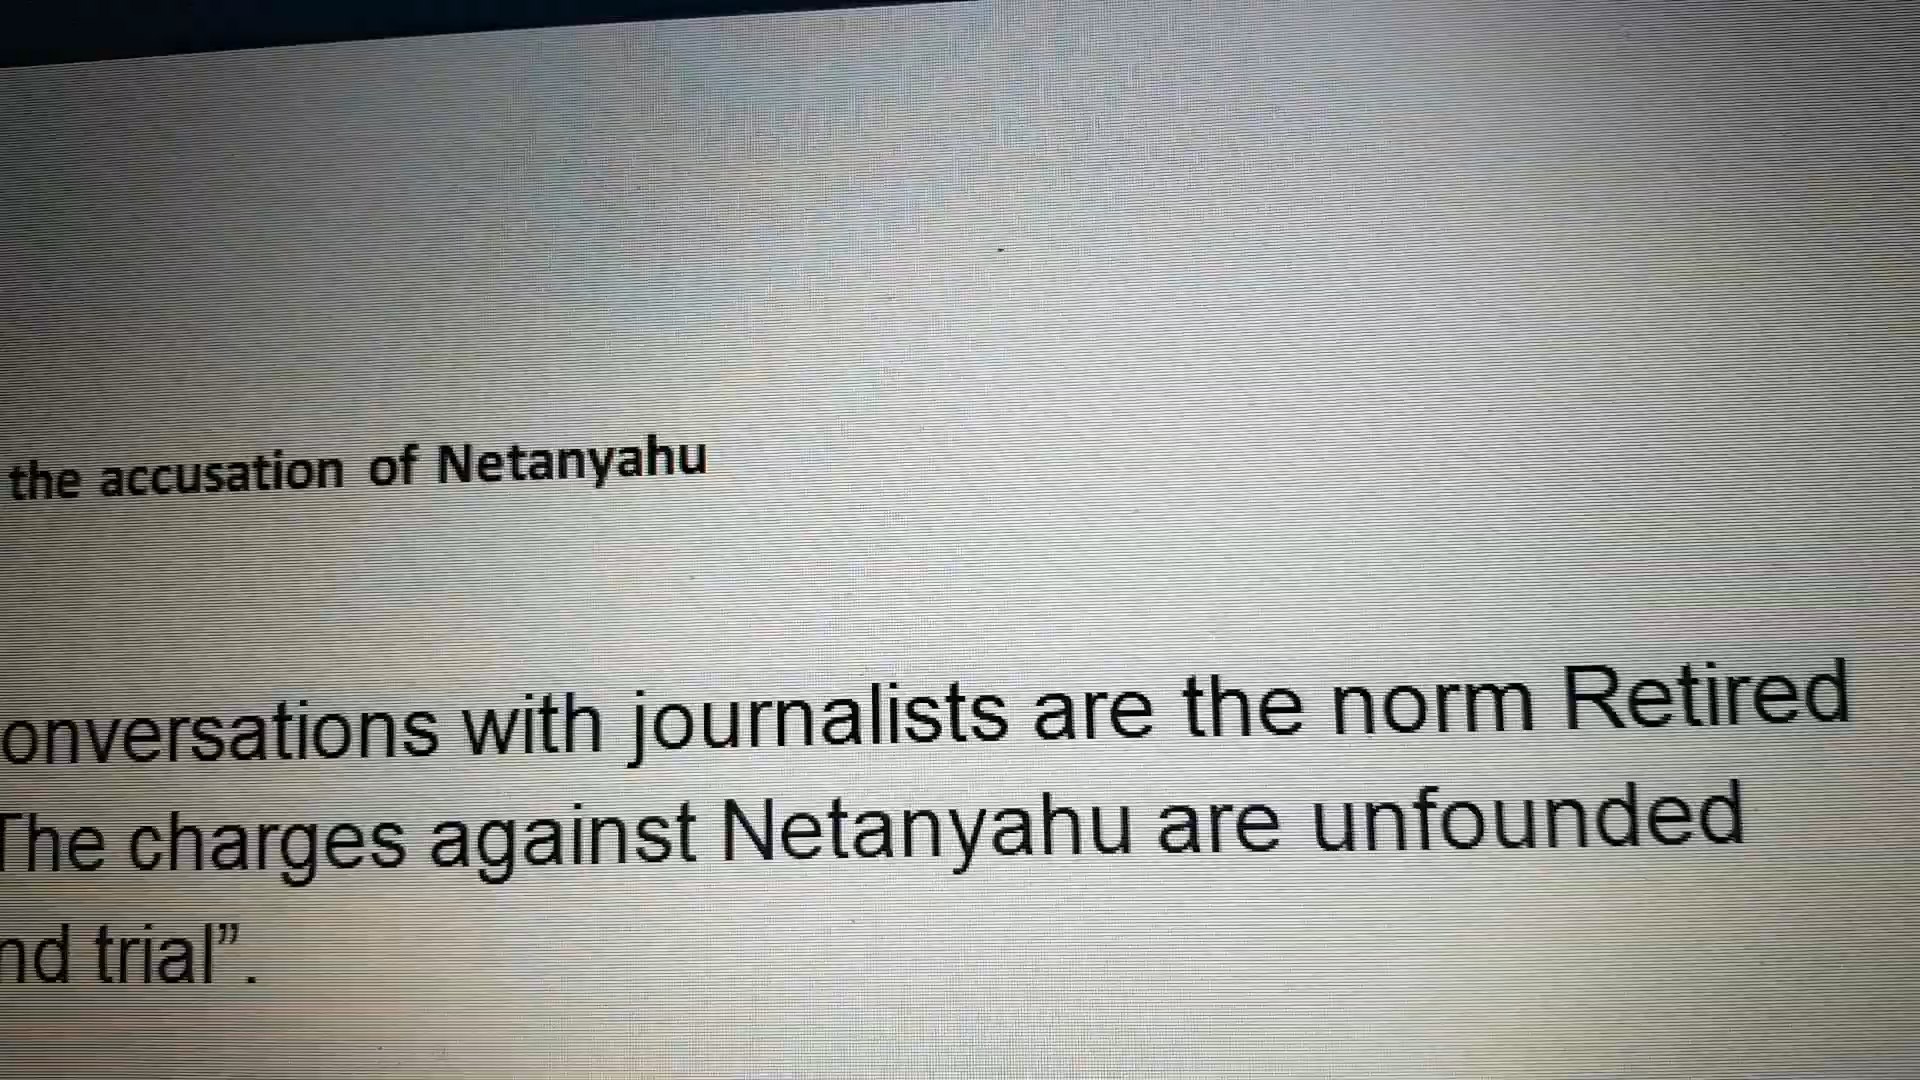 the accusation of Netanyahu
onversations with journalists are the norm Retired
The charges against Netanyahu are unfounded
nd trial”.